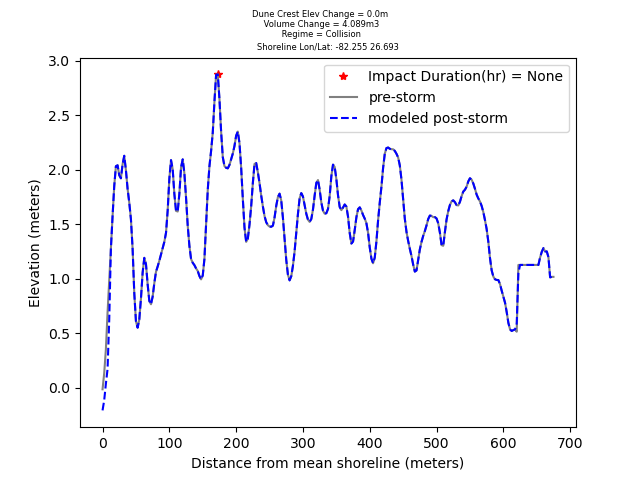 Dune Crest Elev Change = 0.0m
Volume Change = 4.089m3
Regime = Collision
Shoreline Lon/Lat: -82.255 26.693
Impact Duration(hr) = None
pre-storm
modeled post-storm
Elevation (meters)
3.0
2.5
2.0
1.5
1.0
0.5
0.0
0 100 200 300 400 500 600 700
Distance from mean shoreline (meters)